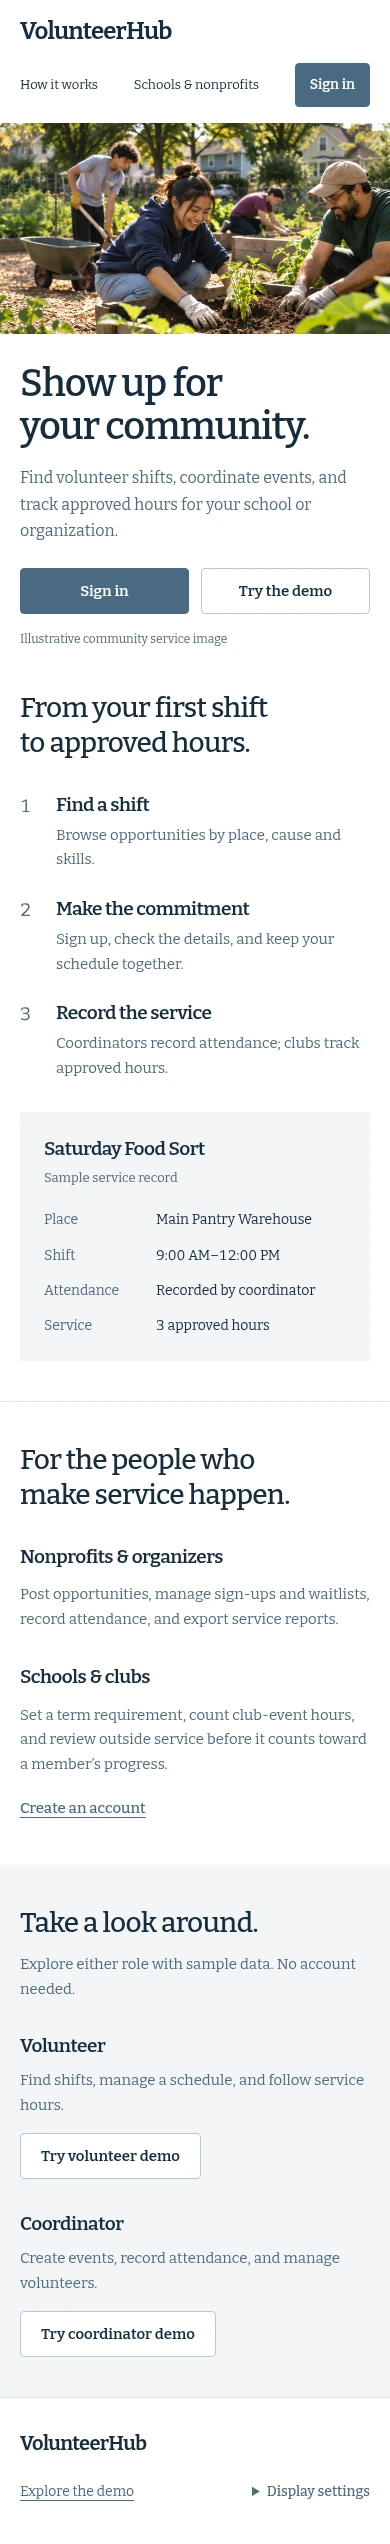 VolunteerHub
How it works
Schools & nonprofits
Sign in
Show up for
your community.
Find volunteer shifts, coordinate events, and
track approved hours for your school or
organization.
Sign in
Try the demo
Illustrative community service image
From your first shift
to approved hours.
1 Find a shift
Browse opportunities by place, cause and
skills.
2 Make the commitment
Sign up, check the details, and keep your
schedule together.
3 Record the service
Coordinators record attendance; clubs track
approved hours.
Saturday Food Sort
Sample service record
Place Main Pantry Warehouse
Shift 9:00 AM–12:00 PM
Attendance Recorded by coordinator
Service 3 approved hours
For the people who
make service happen.
Nonprofits & organizers
Post opportunities, manage sign-ups and waitlists,
record attendance, and export service reports.
Schools & clubs
Set a term requirement, count club-event hours,
and review outside service before it counts toward
a member’s progress.
Create an account
Take a look around.
Explore either role with sample data. No account
needed.
Volunteer
Find shifts, manage a schedule, and follow service
hours.
Try volunteer demo
Coordinator
Create events, record attendance, and manage
volunteers.
Try coordinator demo
VolunteerHub
Explore the demo
Display settings